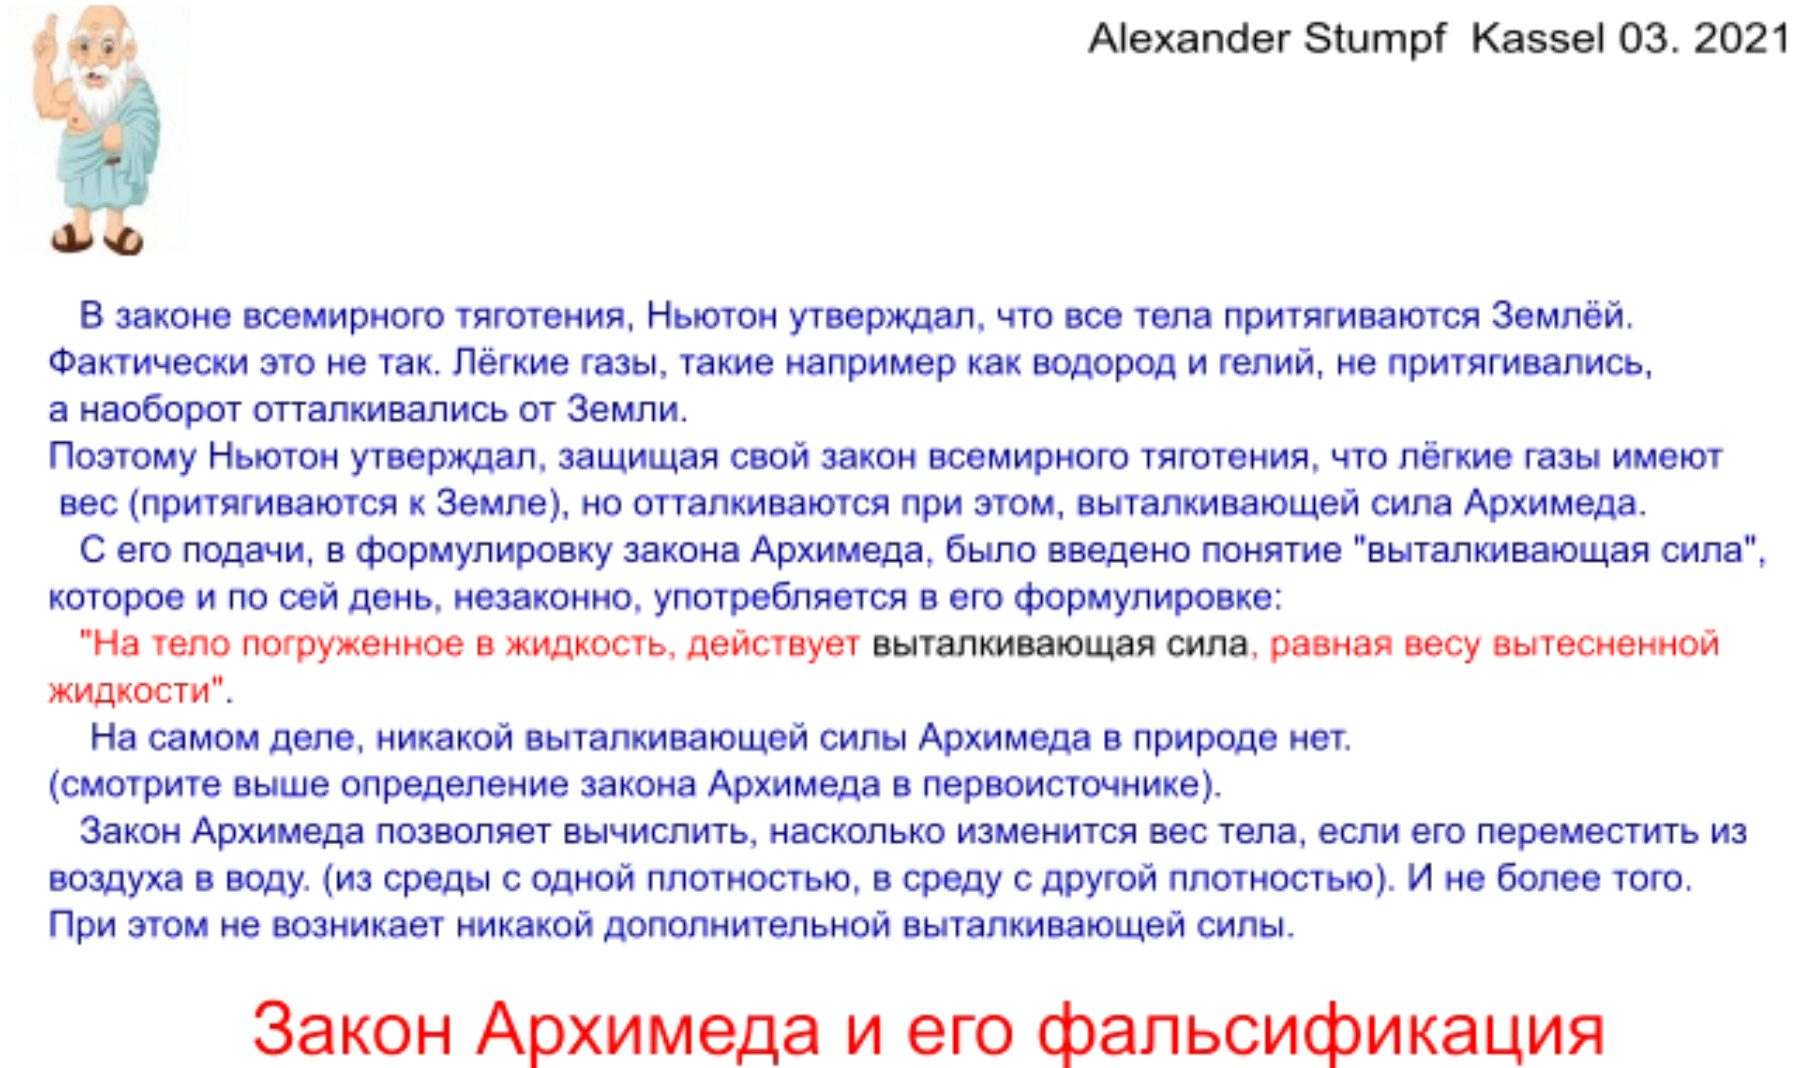 Alexander Stumpf Kassel 03. 2021
В законе всемирного тяготения, Ньютон утверждал, что все тела притягиваются Землёй.
Фактически это не так. Лёгкие газы, такие например как водород и гелий, не притягивались,
а наоборот отталкивались от Земли.
Поэтому Ньютон утверждал, защищая свой закон всемирного тяготения, что лёгкие газы имеют
вес (притягиваются к Земле), но отталкиваются при этом, выталкивающей сила Архимеда.
С его подачи, в формулировку закона Архимеда, было введено понятие "выталкивающая сила",
которое и по сей день, незаконно, употребляется в его формулировке:
"На тело погруженное в жидкость, действует выталкивающая сила, равная весу вытесненной
жидкости".
На самом деле, никакой выталкивающей силы Архимеда в природе нет.
(смотрите выше определение закона Архимеда в первоисточнике).
Закон Архимеда позволяет вычислить, насколько изменится вес тела, если его переместить из
воздуха в воду. (из среды с одной плотностью, в среду с другой плотностью). И не более того.
При этом не возникает никакой дополнительной выталкивающей силы.
Закон Архимеда и его фальсификация